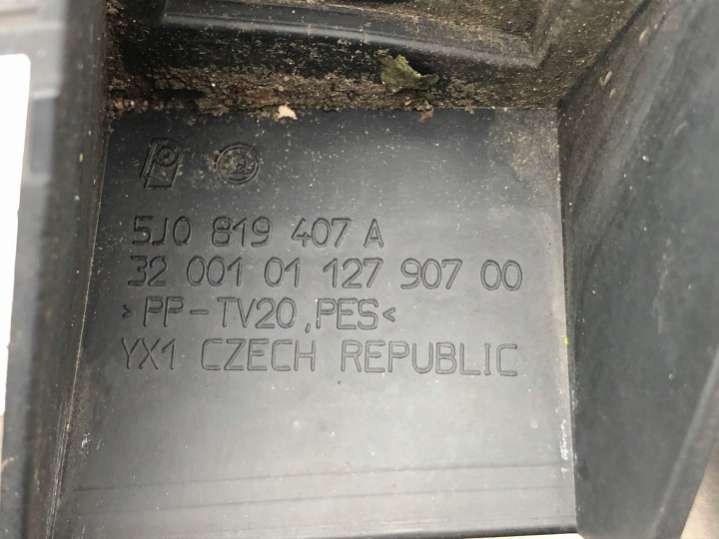 5J0 819 407 A
32 001 01 127 907 00
>PP-TV20,PES<
YX1 CZECH REPUBLIC